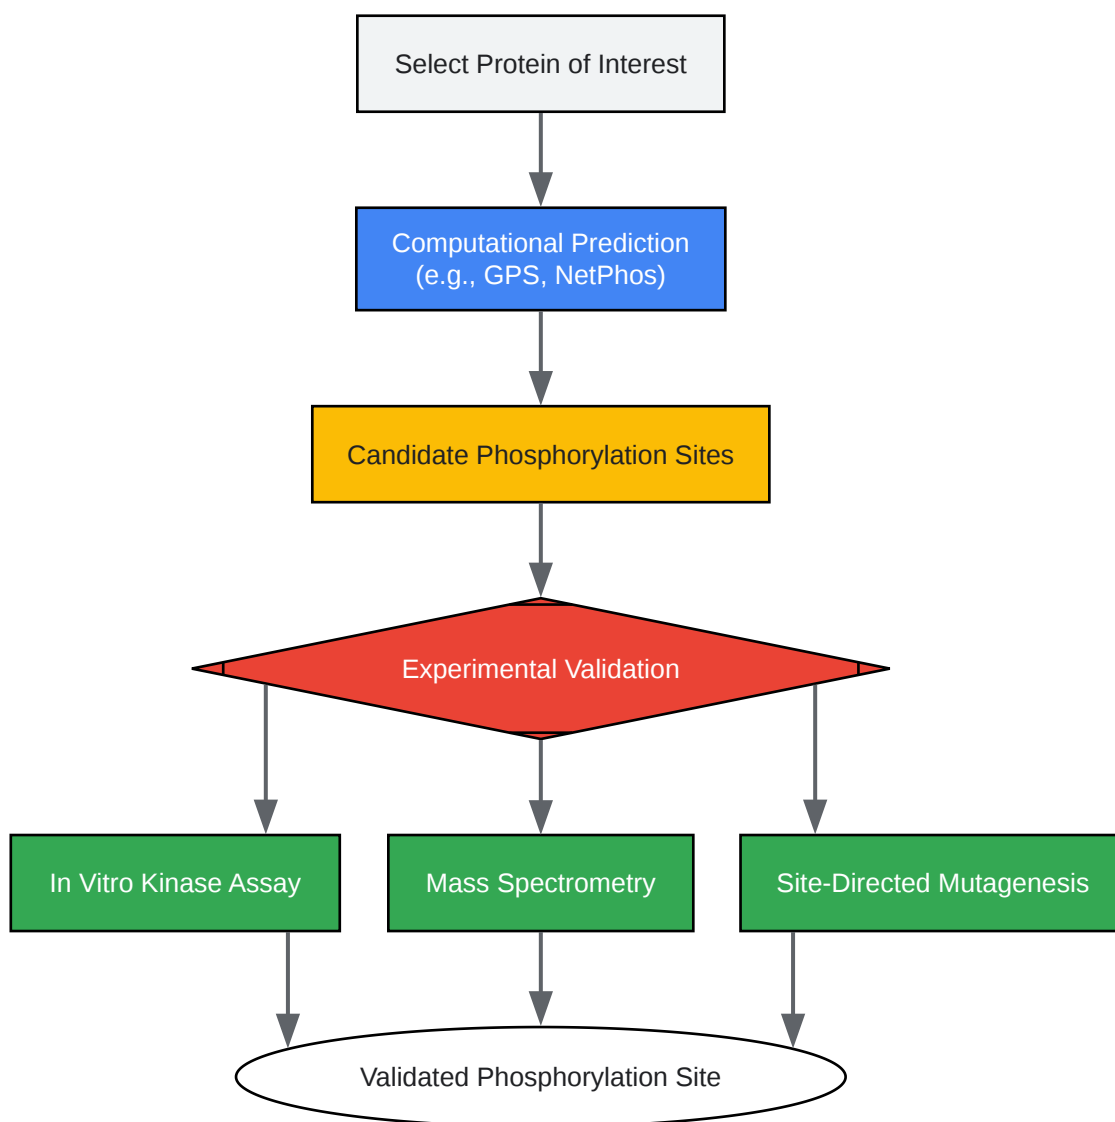 Select Protein of Interest
Computational Prediction
(e.g., GPS, NetPhos)
Candidate Phosphorylation Sites
Experimental Validation
In Vitro Kinase Assay
Mass Spectrometry
Site-Directed Mutagenesis
Validated Phosphorylation Site